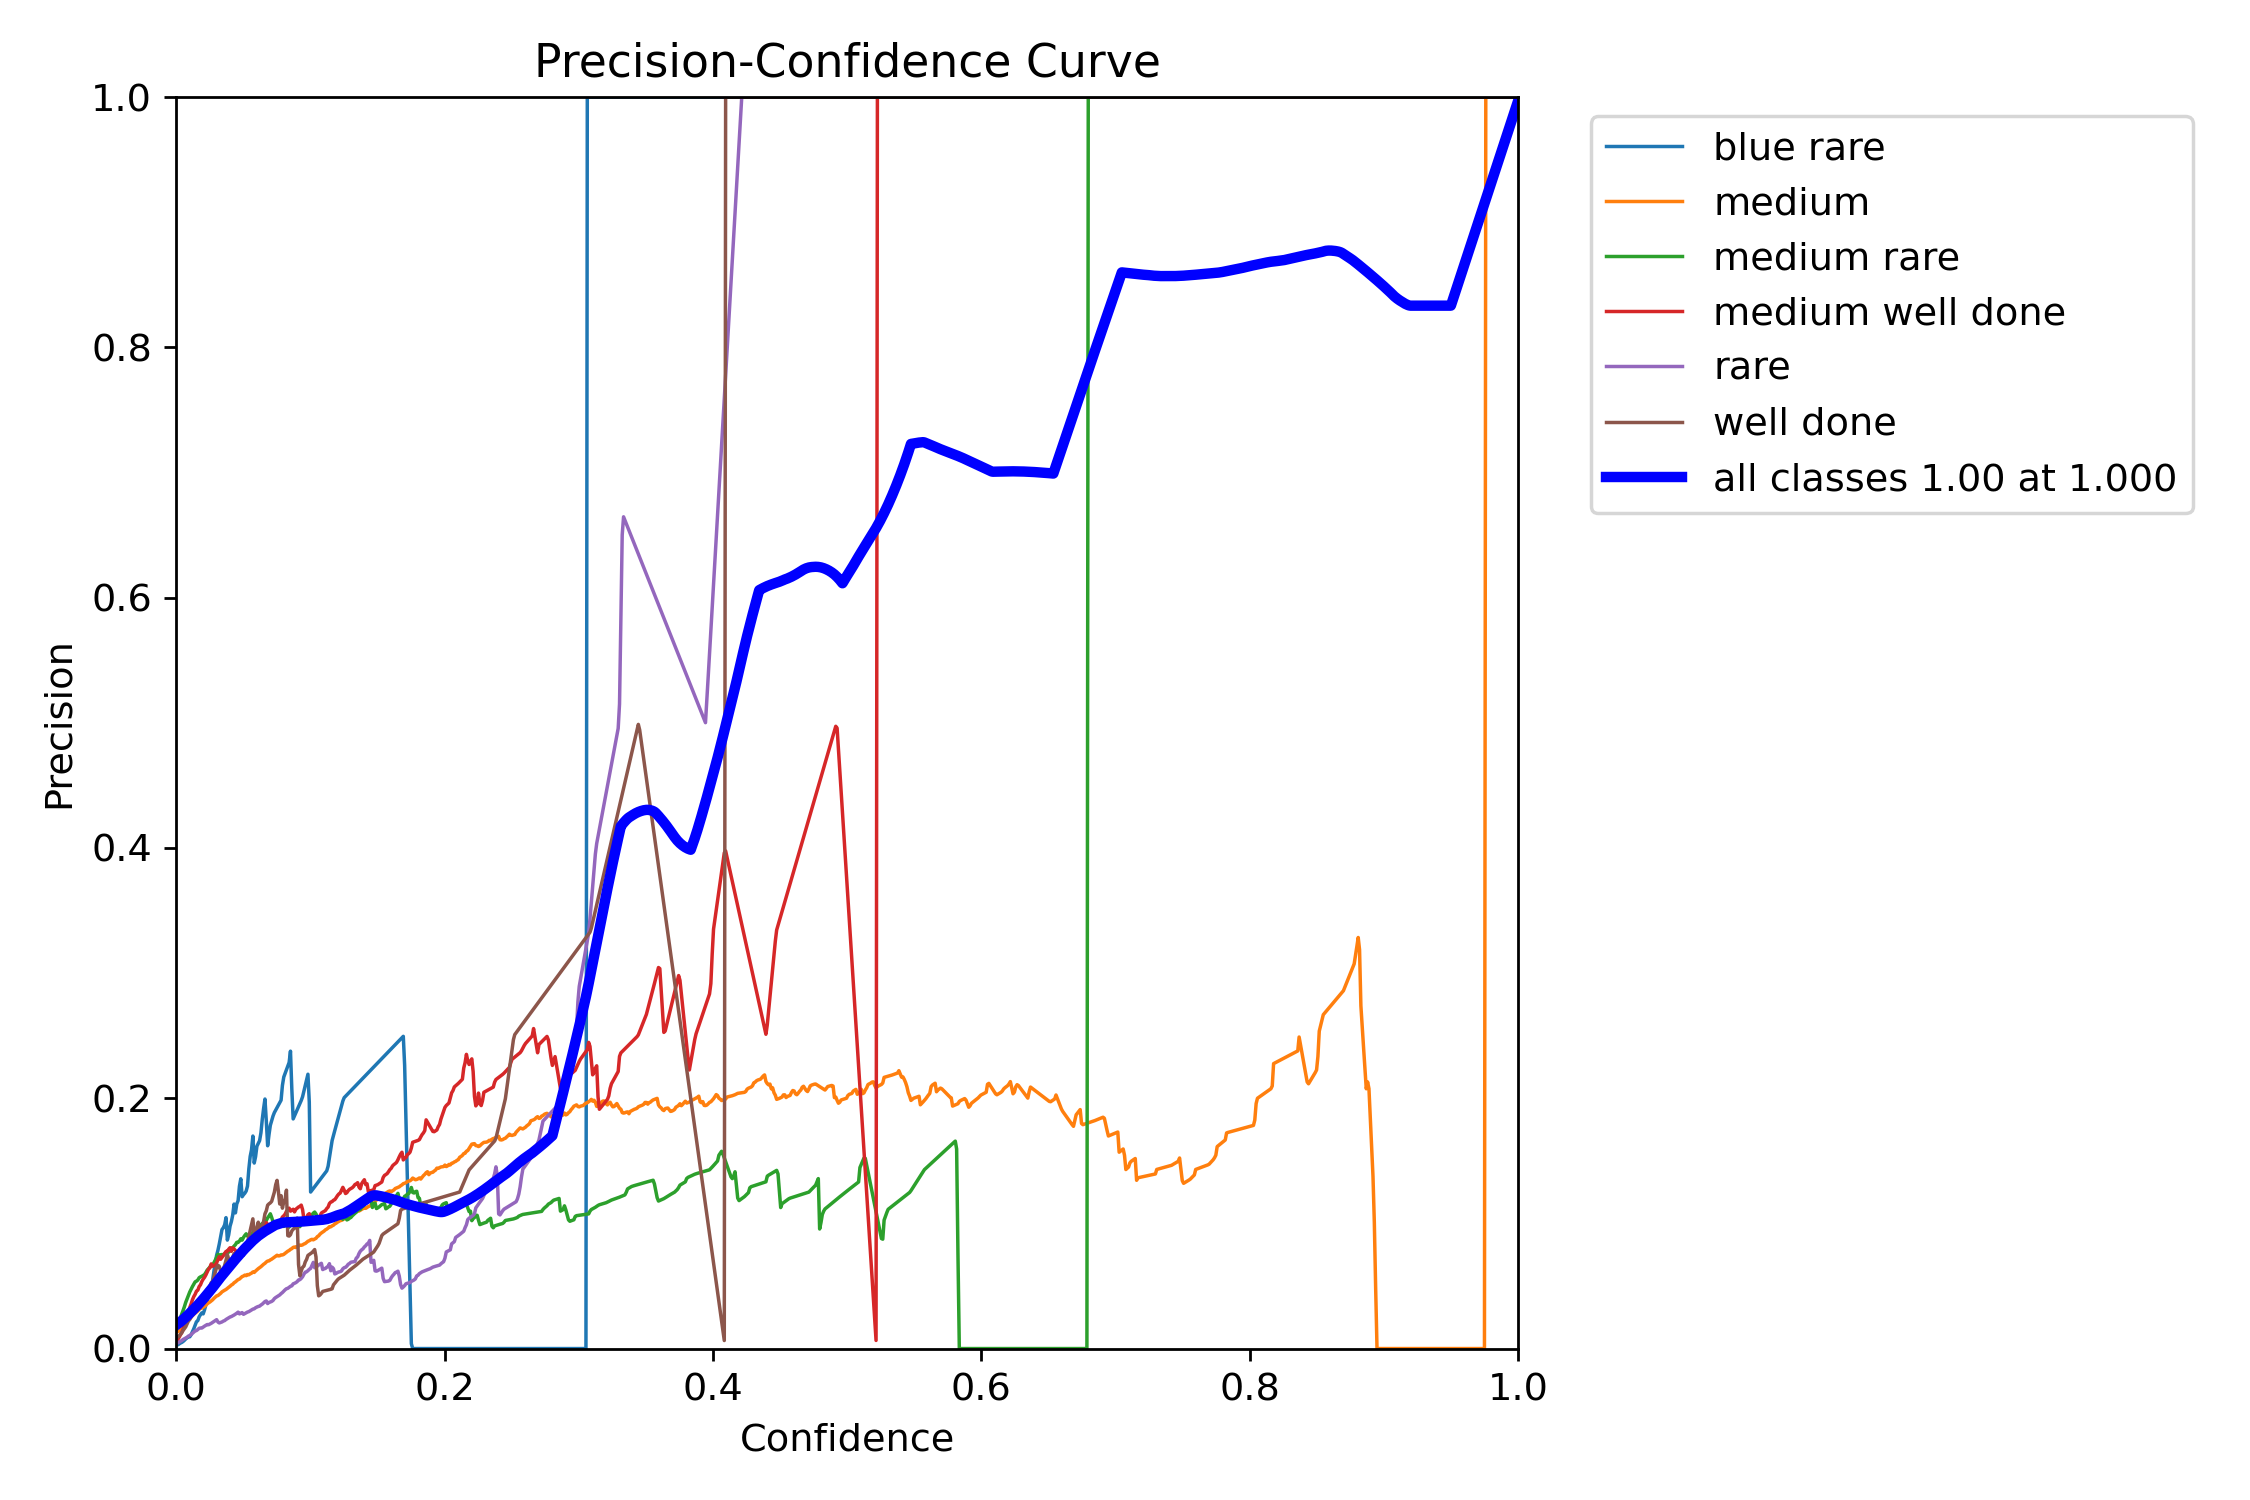 Precision-Confidence Curve
1.0
0.8
0.6
0.4
0.2
0.0
Precision
0.0 0.2 0.4 0.6 0.8 1.0
Confidence
blue rare
medium
medium rare
medium well done
rare
well done
all classes 1.00 at 1.000